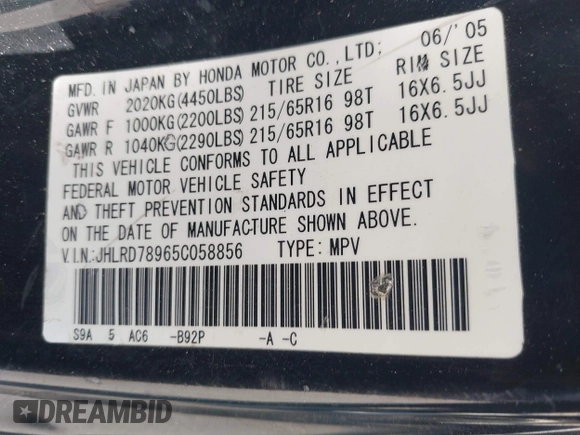 MFD. IN JAPAN BY HONDA MOTOR CO.,LTD; 06/'05
GVWR 2020KG(4450LBS) TIRE SIZE RIM SIZE
GAWR F 1000KG(2200LBS) 215/65R16 98T 16X6.5JJ
GAWR R 1040KG(2290LBS) 215/65R16 98T 16X6.5JJ
THIS VEHICLE CONFORMS TO ALL APPLICABLE
FEDERAL MOTOR VEHICLE SAFETY
AND THEFT PREVENTION STANDARDS IN EFFECT
ON THE DATE OF MANUFACTURE SHOWN ABOVE.
V.I.N.:JHLRD78965C058856 TYPE: MPV
S9A 5 AC6 -B92P -A -C
DREAMBID